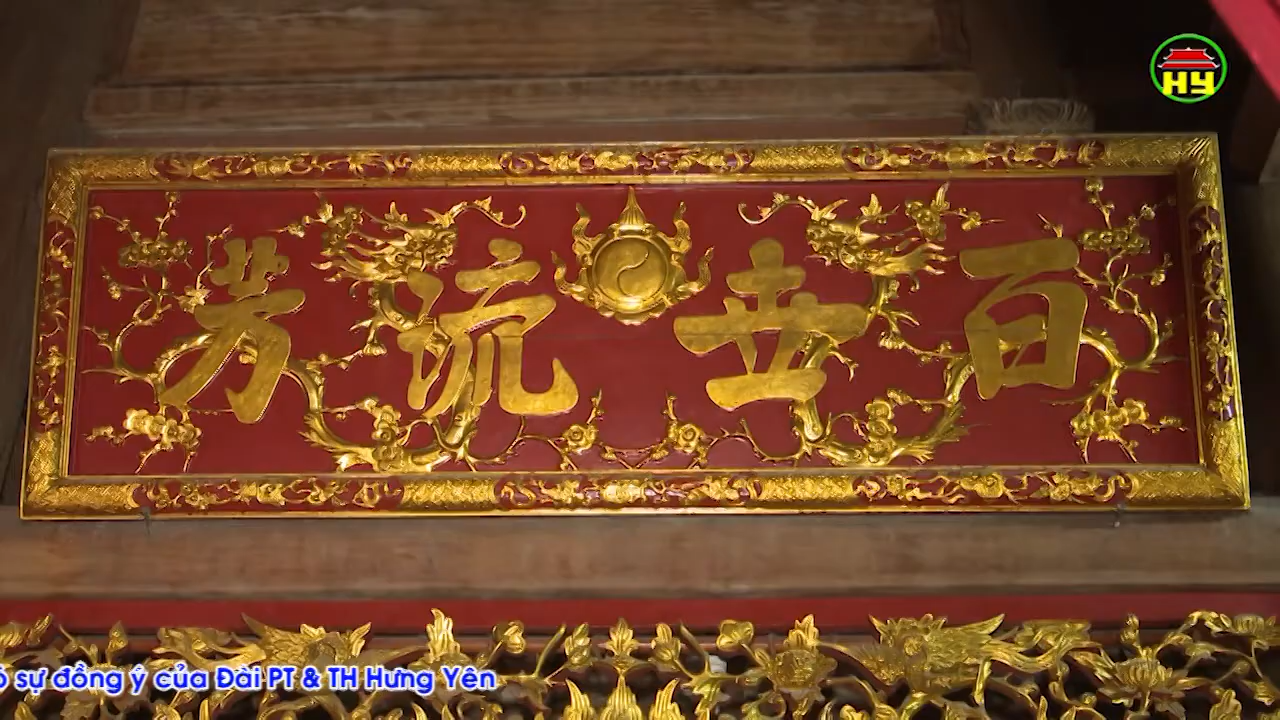 HY
百世流芳
ó sự đồng ý của Đài PT & TH Hưng Yên